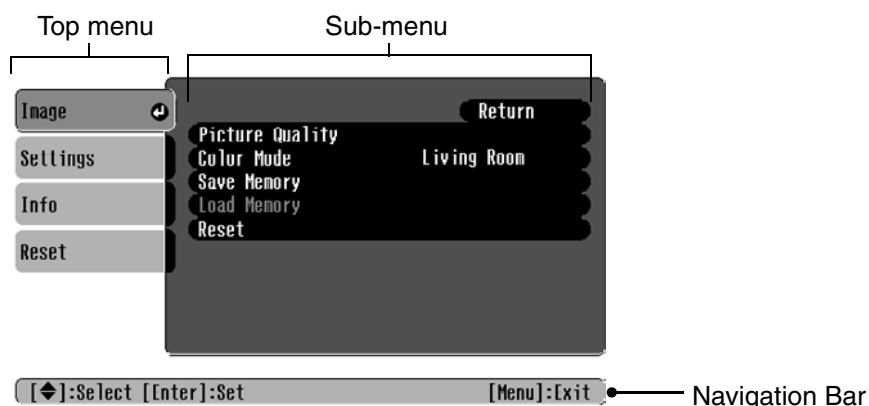 Top menu Sub-menu
Image Return
Picture Quality
Settings Color Mode Living Room
Save Memory
Info Load Memory
Reset
Reset
[◆]:Select [Enter]:Set [Menu]:Exit Navigation Bar